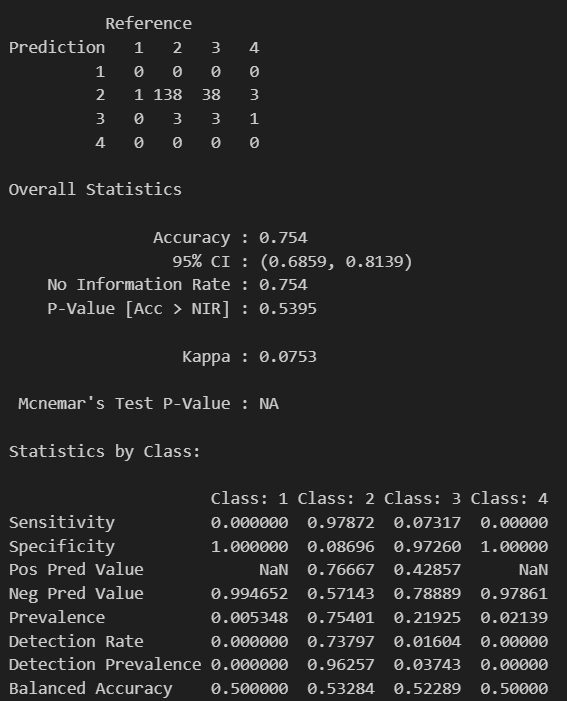 Reference
Prediction 1 2 3 4
1 0 0 0 0
2 1 138 38 3
3 0 3 3 1
4 0 0 0 0
Overall Statistics
Accuracy : 0.754
95% CI : (0.6859, 0.8139)
No Information Rate : 0.754
P-Value [Acc > NIR] : 0.5395
Kappa : 0.0753
Mcnemar's Test P-Value : NA
Statistics by Class:
Class: 1 Class: 2 Class: 3 Class: 4
Sensitivity 0.000000 0.97872 0.07317 0.00000
Specificity 1.000000 0.08696 0.97260 1.00000
Pos Pred Value NaN 0.76667 0.42857 NaN
Neg Pred Value 0.994652 0.57143 0.78889 0.97861
Prevalence 0.005348 0.75401 0.21925 0.02139
Detection Rate 0.000000 0.73797 0.01604 0.00000
Detection Prevalence 0.000000 0.96257 0.03743 0.00000
Balanced Accuracy 0.500000 0.53284 0.52289 0.50000